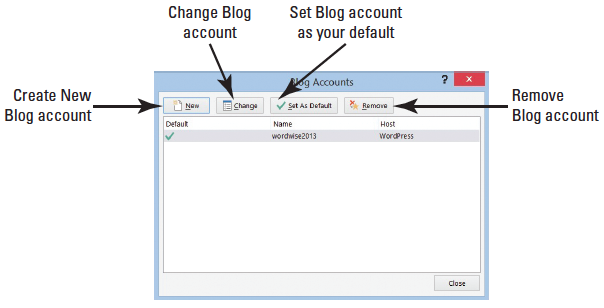 Change Blog
account
Set Blog account
as your default
Create New
Blog account
Remove
Blog account
Blog Accounts
? x
New Change Set As Default Remove
Default Name Host
wordwise2013 WordPress
Close